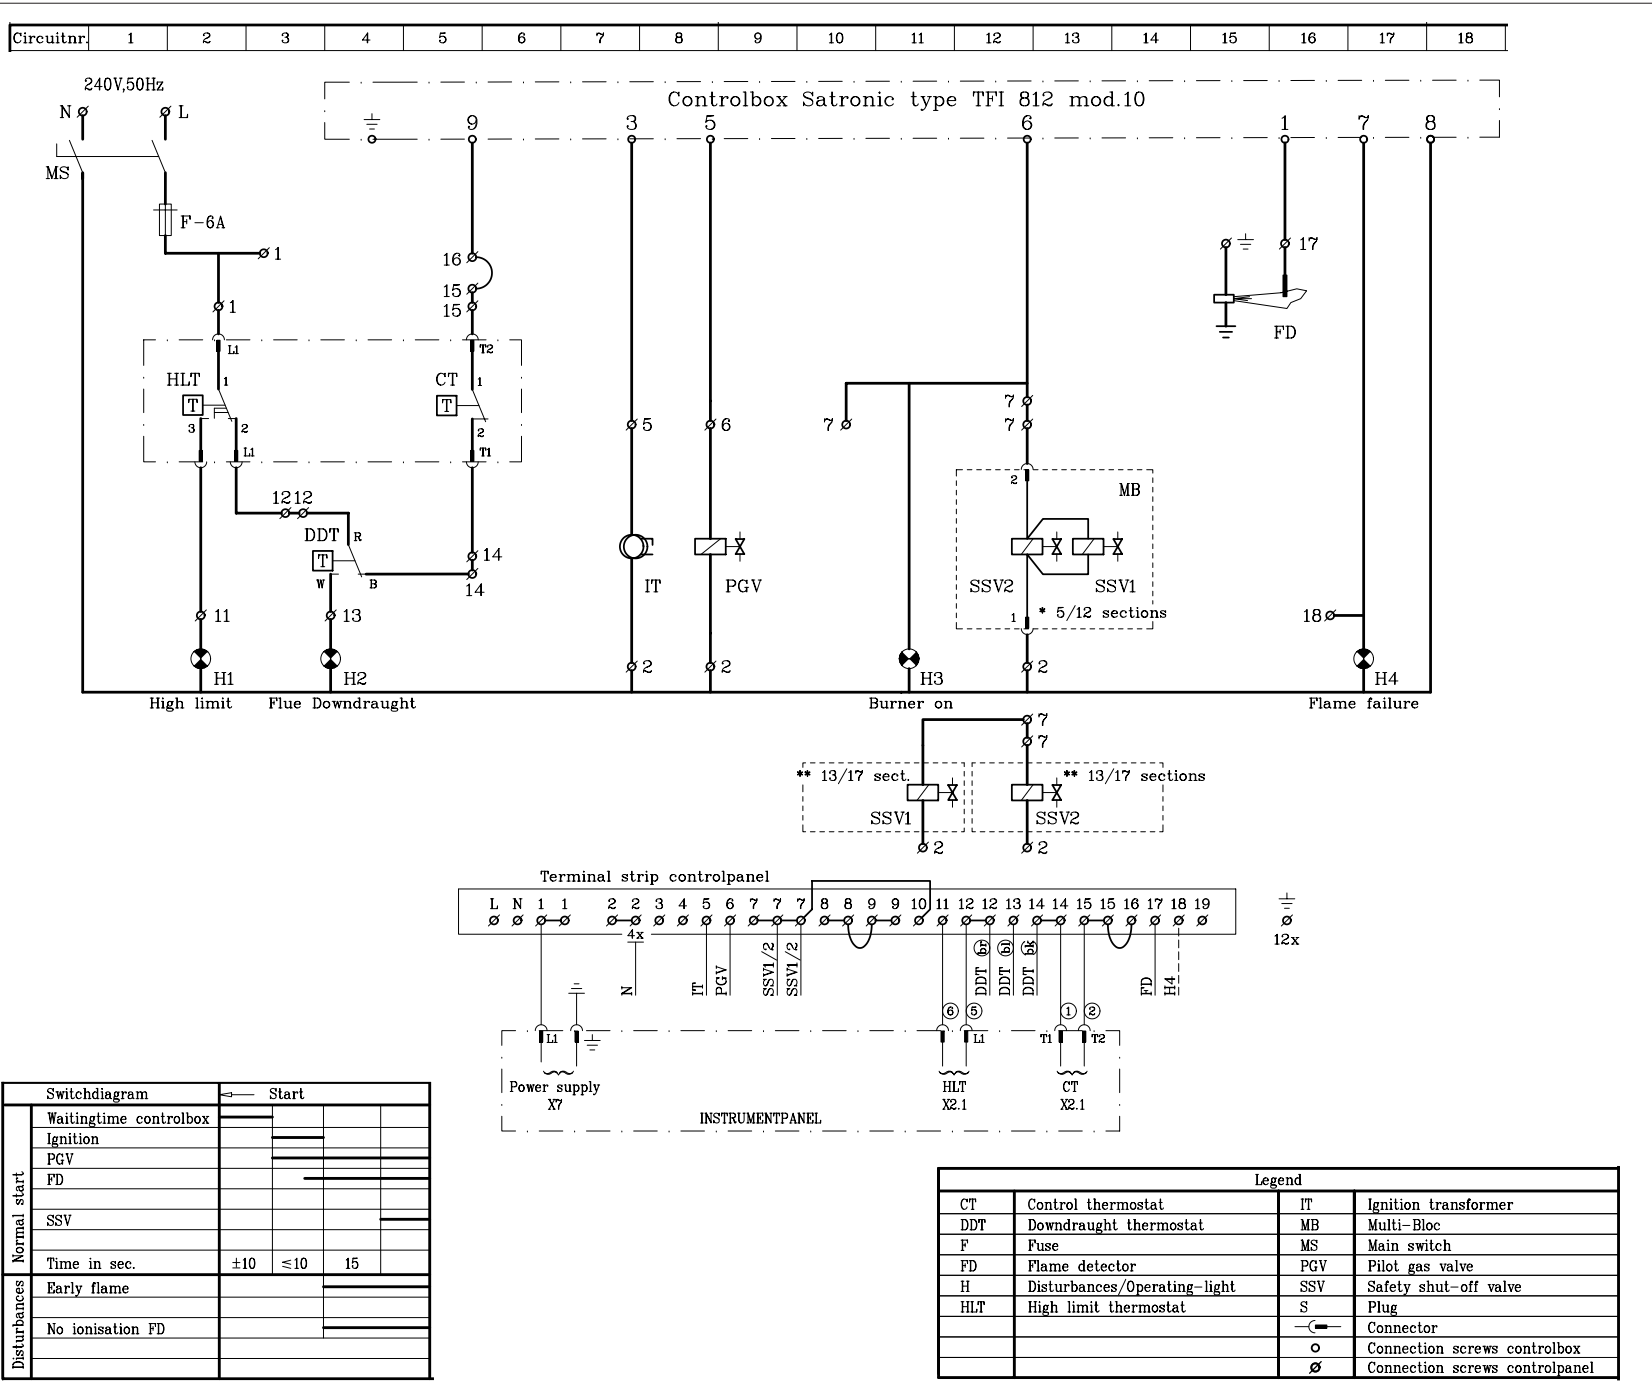 Circuitnr. 1 2 3 4 5 6 7 8 9 10 11 12 13 14 15 16 17 18
240V,50Hz
Controlbox Satronic type TFI 812 mod.10
N L
9 3 5 6 1 7 8
MS
F-6A
1
16
17
15
1
15
FD
L1 T2
HLT 1 CT 1
T T
3 2 2
L1 T1
7
5 6 7 7
2 MB
12 12
DDT R
T
14
W B
14
IT PGV SSV2 SSV1
1 * 5/12 sections
11 13 18
2 2 2
H1 H2 H3 H4
High limit Flue Downdraught Burner on Flame failure
7
7
** 13/17 sect. ** 13/17 sections
SSV1 SSV2
2 2
Terminal strip controlpanel
L N 1 1 2 2 3 4 5 6 7 7 7 8 8 9 9 10 11 12 12 13 14 14 15 15 16 17 18 19
4x 12x
N IT PGV SSV1/2 SSV1/2 DDT br DDT bl DDT bk FD H4
6 5 1 2
L1 L1 T1 T2
Power supply HLT CT
X7 X2.1 X2.1
INSTRUMENTPANEL
Switchdiagram Start
Normal start
Waitingtime controlbox
Ignition
PGV
FD
SSV
Time in sec. ±10 ≤10 15
Disturbances
Early flame
No ionisation FD
Legend
CT Control thermostat IT Ignition transformer
DDT Downdraught thermostat MB Multi-Bloc
F Fuse MS Main switch
FD Flame detector PGV Pilot gas valve
H Disturbances/Operating-light SSV Safety shut-off valve
HLT High limit thermostat S Plug
Connector
Connection screws controlbox
Connection screws controlpanel